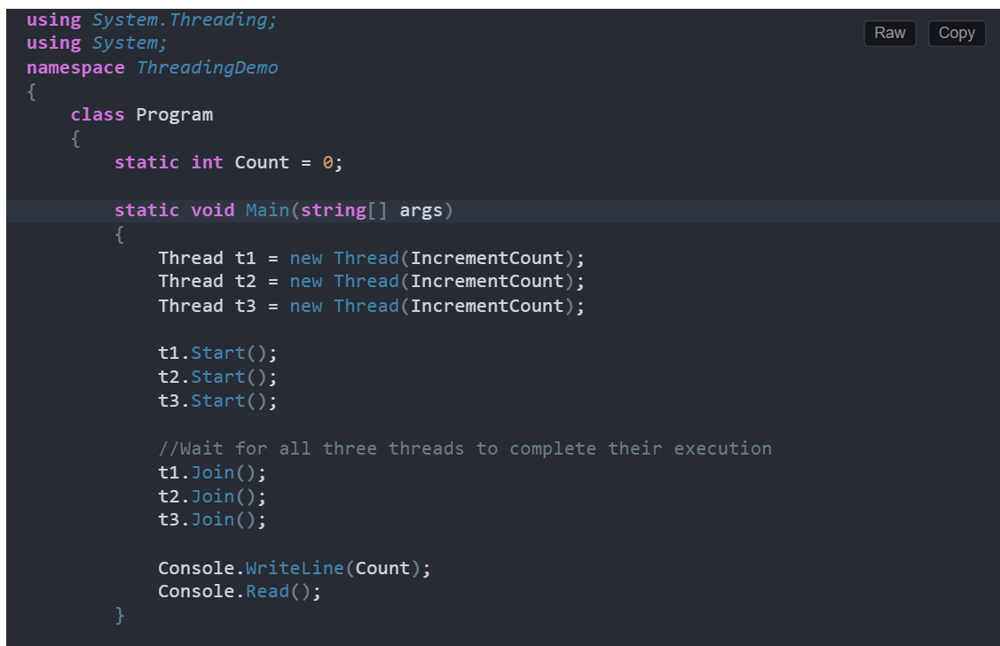 using System.Threading;
Raw Copy
using System;
namespace ThreadingDemo
{
    class Program
    {
        static int Count = 0;

        static void Main(string[] args)
        {
            Thread t1 = new Thread(IncrementCount);
            Thread t2 = new Thread(IncrementCount);
            Thread t3 = new Thread(IncrementCount);

            t1.Start();
            t2.Start();
            t3.Start();

            //Wait for all three threads to complete their execution
            t1.Join();
            t2.Join();
            t3.Join();

            Console.WriteLine(Count);
            Console.Read();
        }